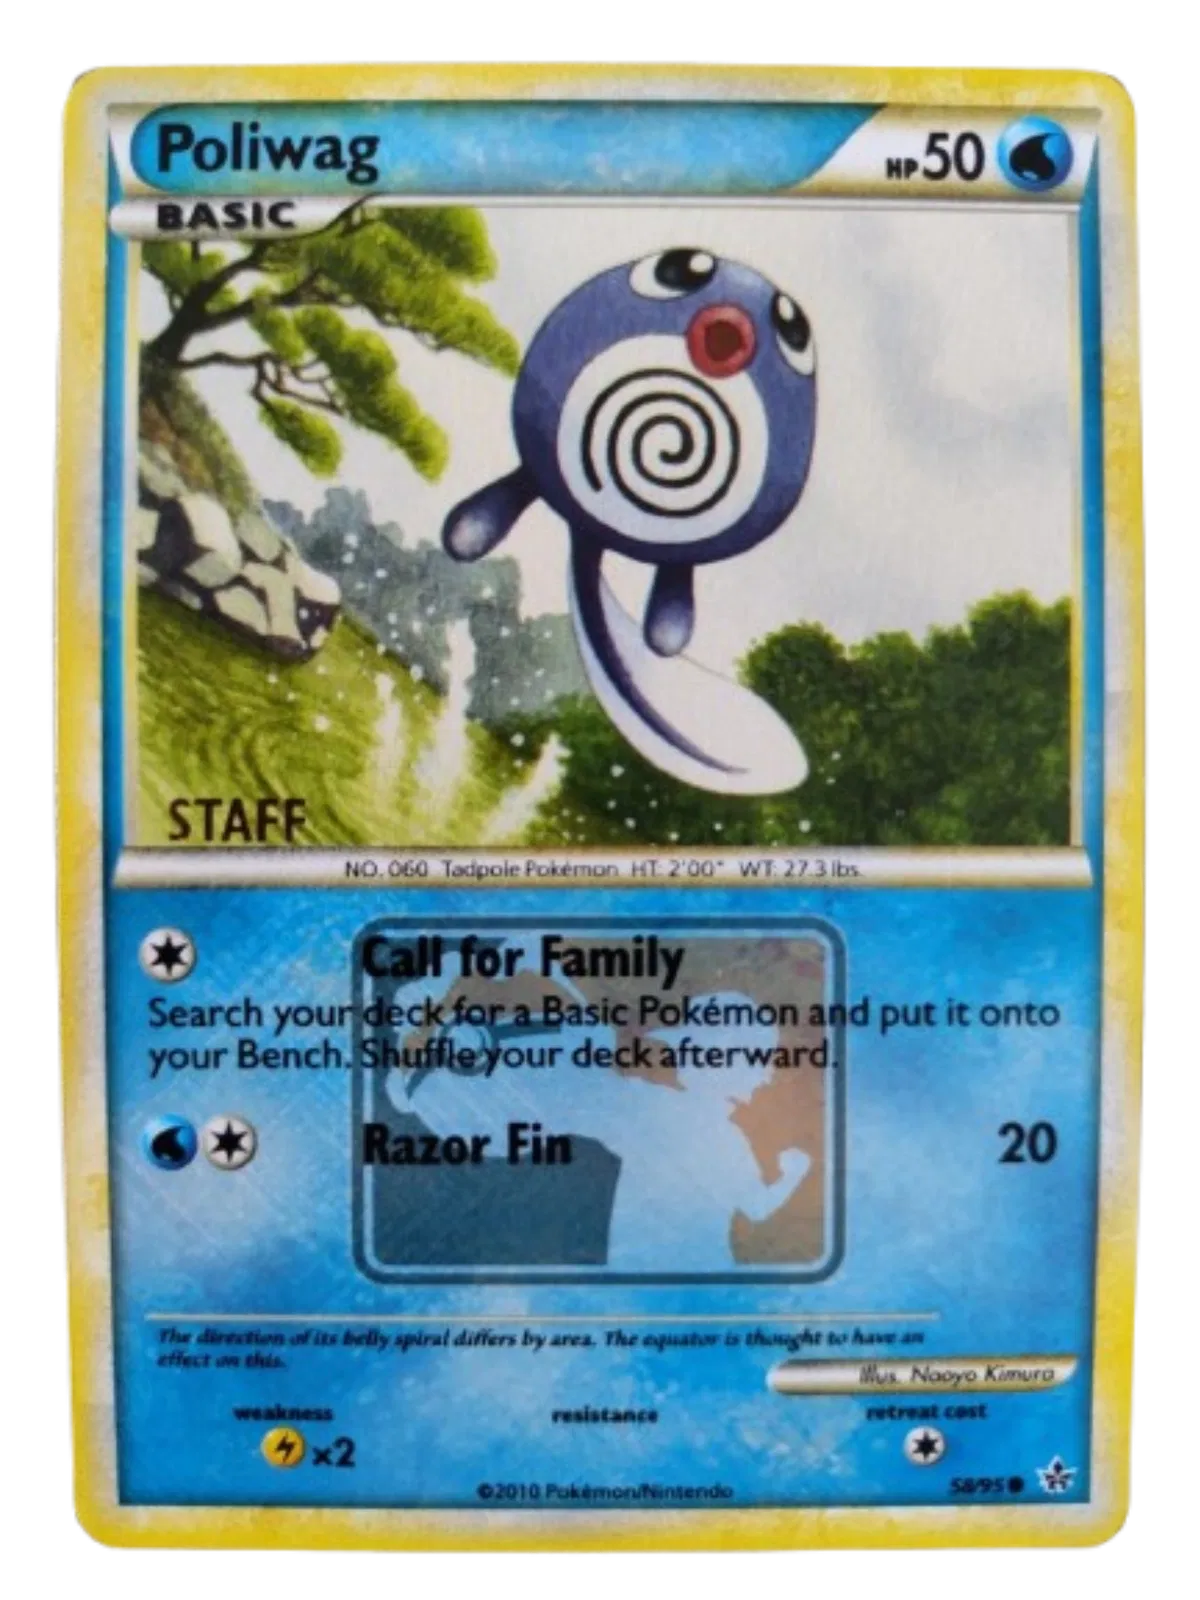 Poliwag
HP 50
BASIC
STAFF
NO. 060 Tadpole Pokémon HT: 2'00" WT: 27.3 lbs.
Call for Family
Search your deck for a Basic Pokémon and put it onto
your Bench. Shuffle your deck afterward.
Razor Fin 20
The direction of its belly spiral differs by area. The equator is thought to have an
effect on this.
Illus. Naoyo Kimura
weakness resistance retreat cost
x2
©2010 Pokémon/Nintendo 58/95